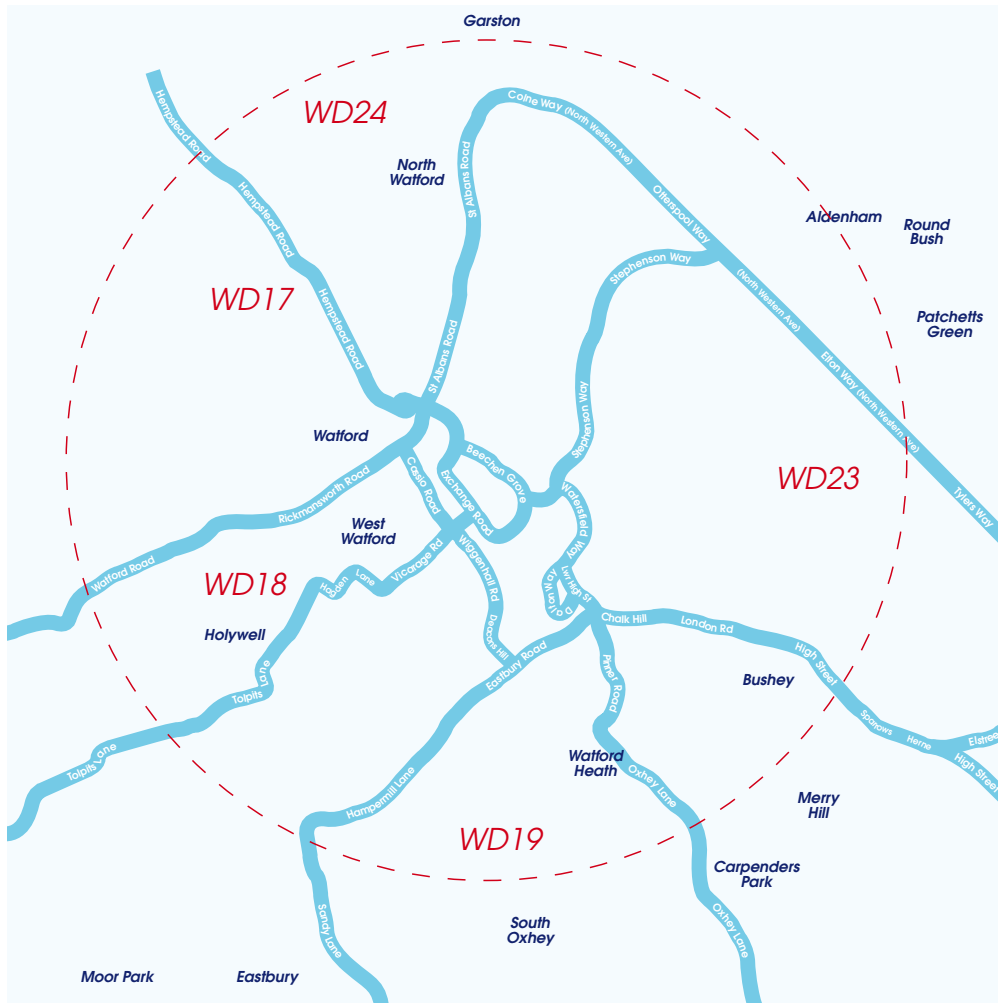 Garston
WD24
Hempstead Road
Colne Way (North Western Ave)
North
Watford
St Albans Road
Otterspool Way
Aldenham
Round
Bush
Hempstead Road
Stephenson Way
(North Western Ave)
WD17
Hempstead Road
St Albans Road
Patchetts
Green
Elton Way (North Western Ave)
Stephenson Way
Watford
Beechen Grove
Cassio Road
Exchange Road
WD23
Rickmansworth Road
Waterfield Way
Tylers Way
West
Watford
Vicarage Rd
Wiggenhall Rd
Watford Road
WD18
Hagden Lane
Dalton Way
Lwr High St
Chalk Hill
London Rd
Holywell
Deacons Hill
Eastbury Road
Pinner Road
High Street
Bushey
Tolpits Lane
Sparrows Herne
Elstree
High Street
Tolpits Lane
Watford
Heath
Oxhey Lane
Hampermill Lane
Merry
Hill
WD19
Carpenders
Park
Sandy Lane
South
Oxhey
Oxhey Lane
Moor Park
Eastbury